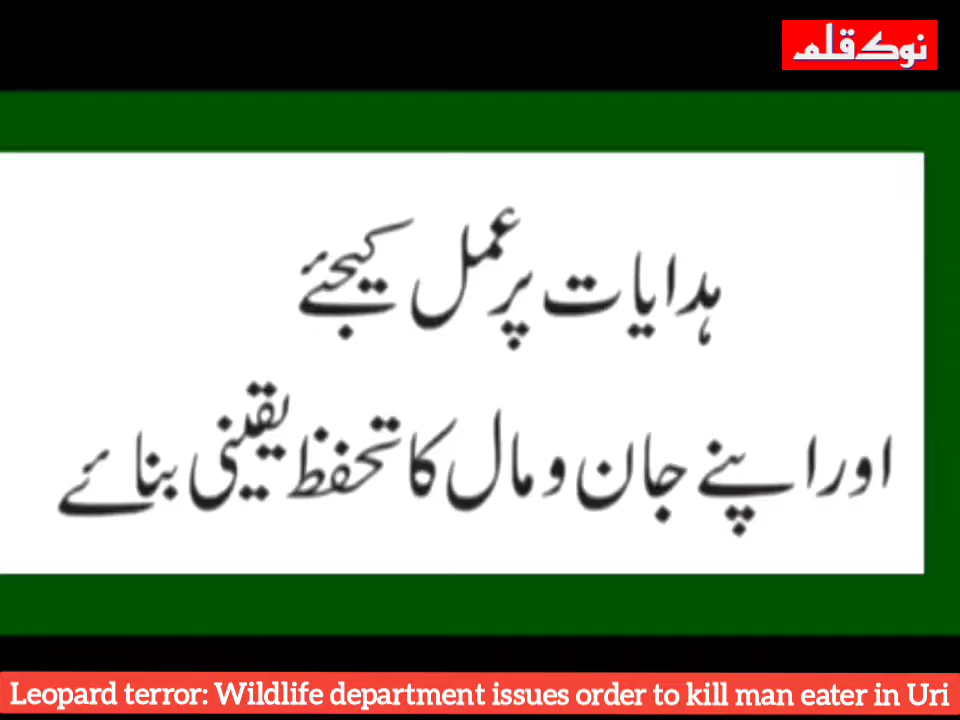 نوک قلم
ہدایات پر عمل کیجئے
اور اپنے جان و مال کا تحفظ یقینی بنائے
Leopard terror: Wildlife department issues order to kill man eater in Uri